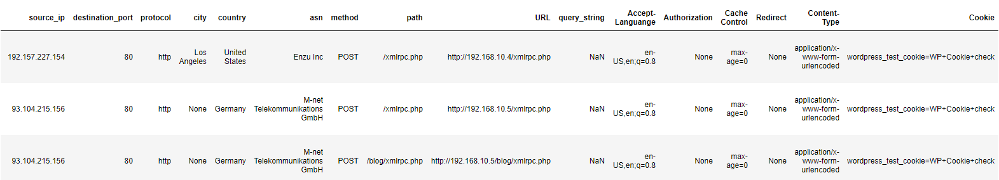 source_ip destination_port protocol city country asn method path URL query_string Accept-Languange Authorization Cache Control Redirect Content-Type Cookie
192.157.227.154 80 http Los Angeles United States Enzu Inc POST /xmlrpc.php http://192.168.10.4/xmlrpc.php NaN en-US,en;q=0.8 None max-age=0 None application/x-www-form-urlencoded wordpress_test_cookie=WP+Cookie+check
93.104.215.156 80 http None Germany M-net Telekommunikations GmbH POST /xmlrpc.php http://192.168.10.5/xmlrpc.php NaN en-US,en;q=0.8 None max-age=0 None application/x-www-form-urlencoded wordpress_test_cookie=WP+Cookie+check
93.104.215.156 80 http None Germany M-net Telekommunikations GmbH POST /blog/xmlrpc.php http://192.168.10.5/blog/xmlrpc.php NaN en-US,en;q=0.8 None max-age=0 None application/x-www-form-urlencoded wordpress_test_cookie=WP+Cookie+check